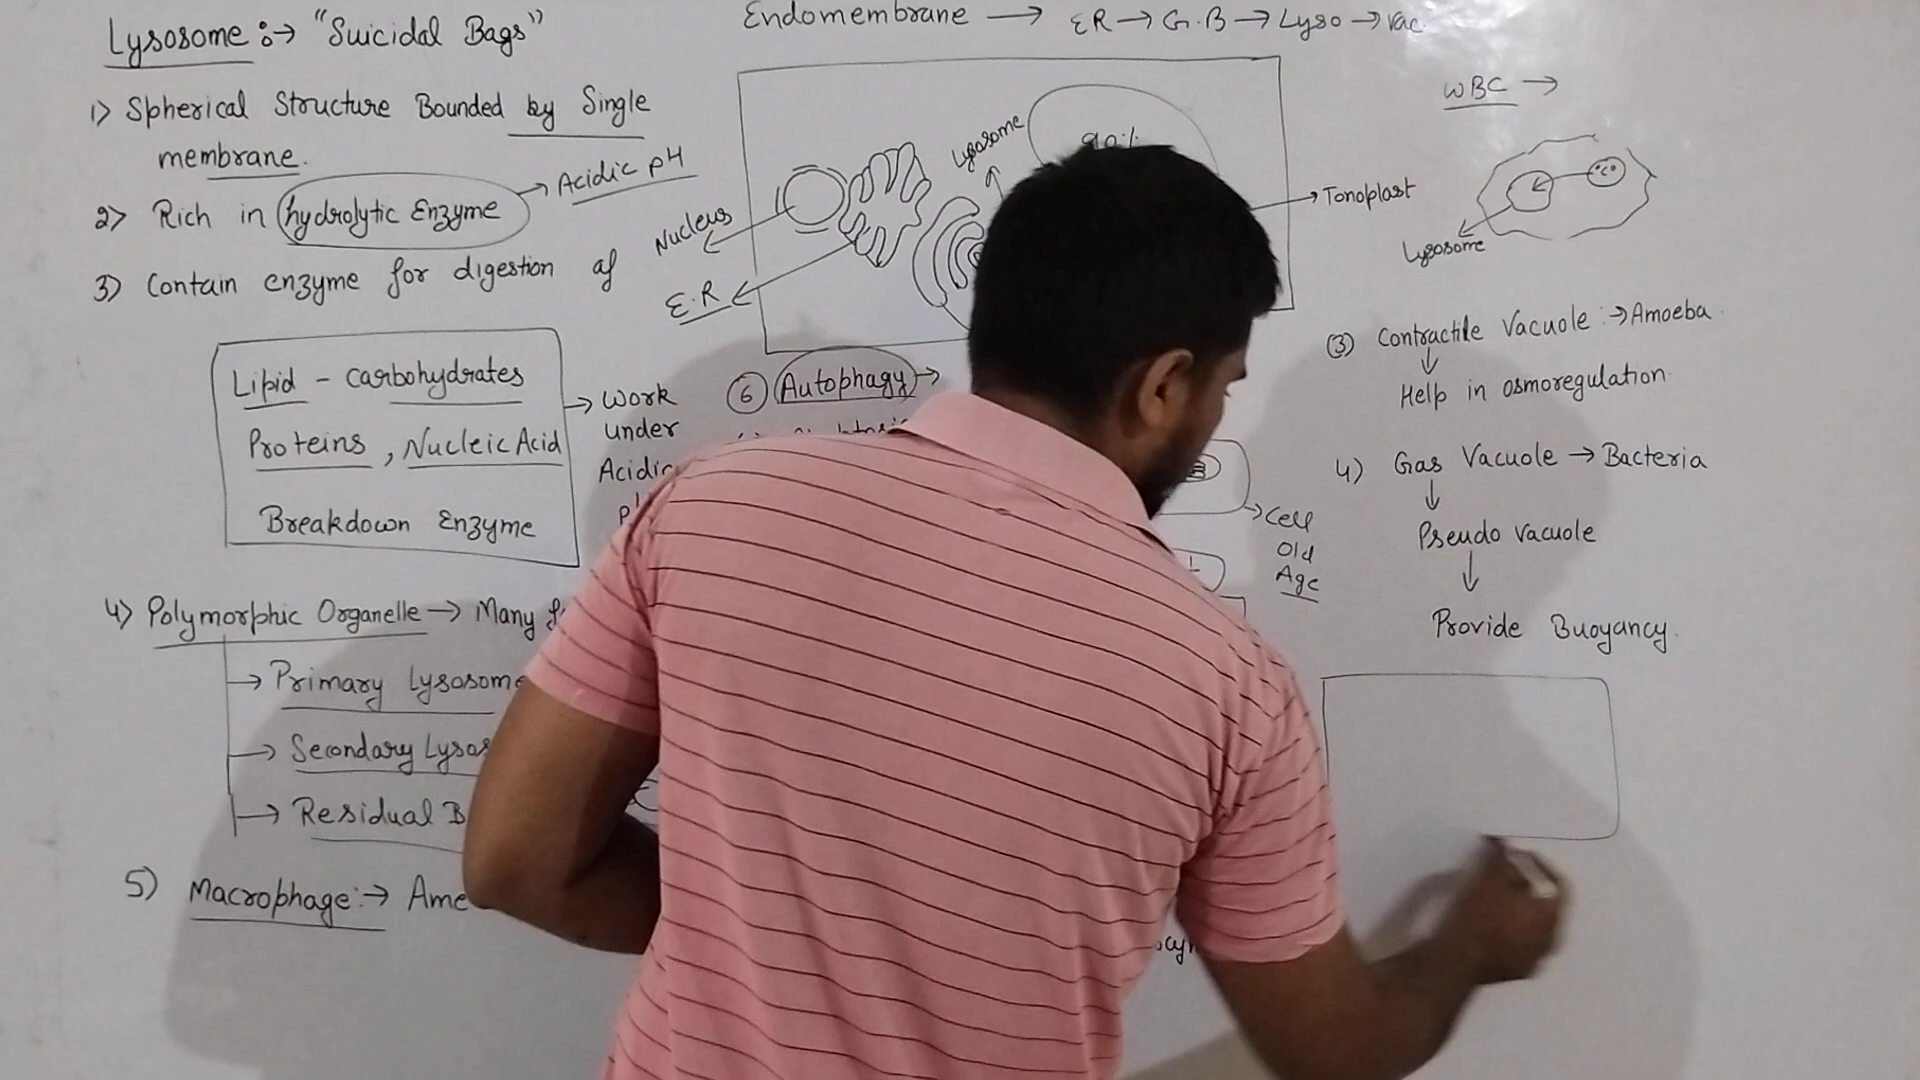 Lysosome :→ "Suicidal Bags"
1) Spherical Structure Bounded by Single
membrane.
2) Rich in hydrolytic Enzyme → Acidic pH
3) Contain enzyme for digestion of
Lipid - Carbohydrates
Proteins, Nucleic Acid
Breakdown Enzyme
→ Work
under
Acidic
4) Polymorphic Organelle → Many
→ Primary Lysosome
→ Secondary
→ Residual B
5) Macrophage :→ Ame
Endomembrane → ER → G.B → Lyso → Vac
Nucleus
E.R
Lysosome
90%
→ Tonoplast
6 Autophagy →
→ Cell
Old
Age
WBC →
Lysosome
③ Contractile Vacuole :→ Amoeba
↓
Help in osmoregulation
4) Gas Vacuole → Bacteria
↓
Pseudo Vacuole
↓
Provide Buoyancy.